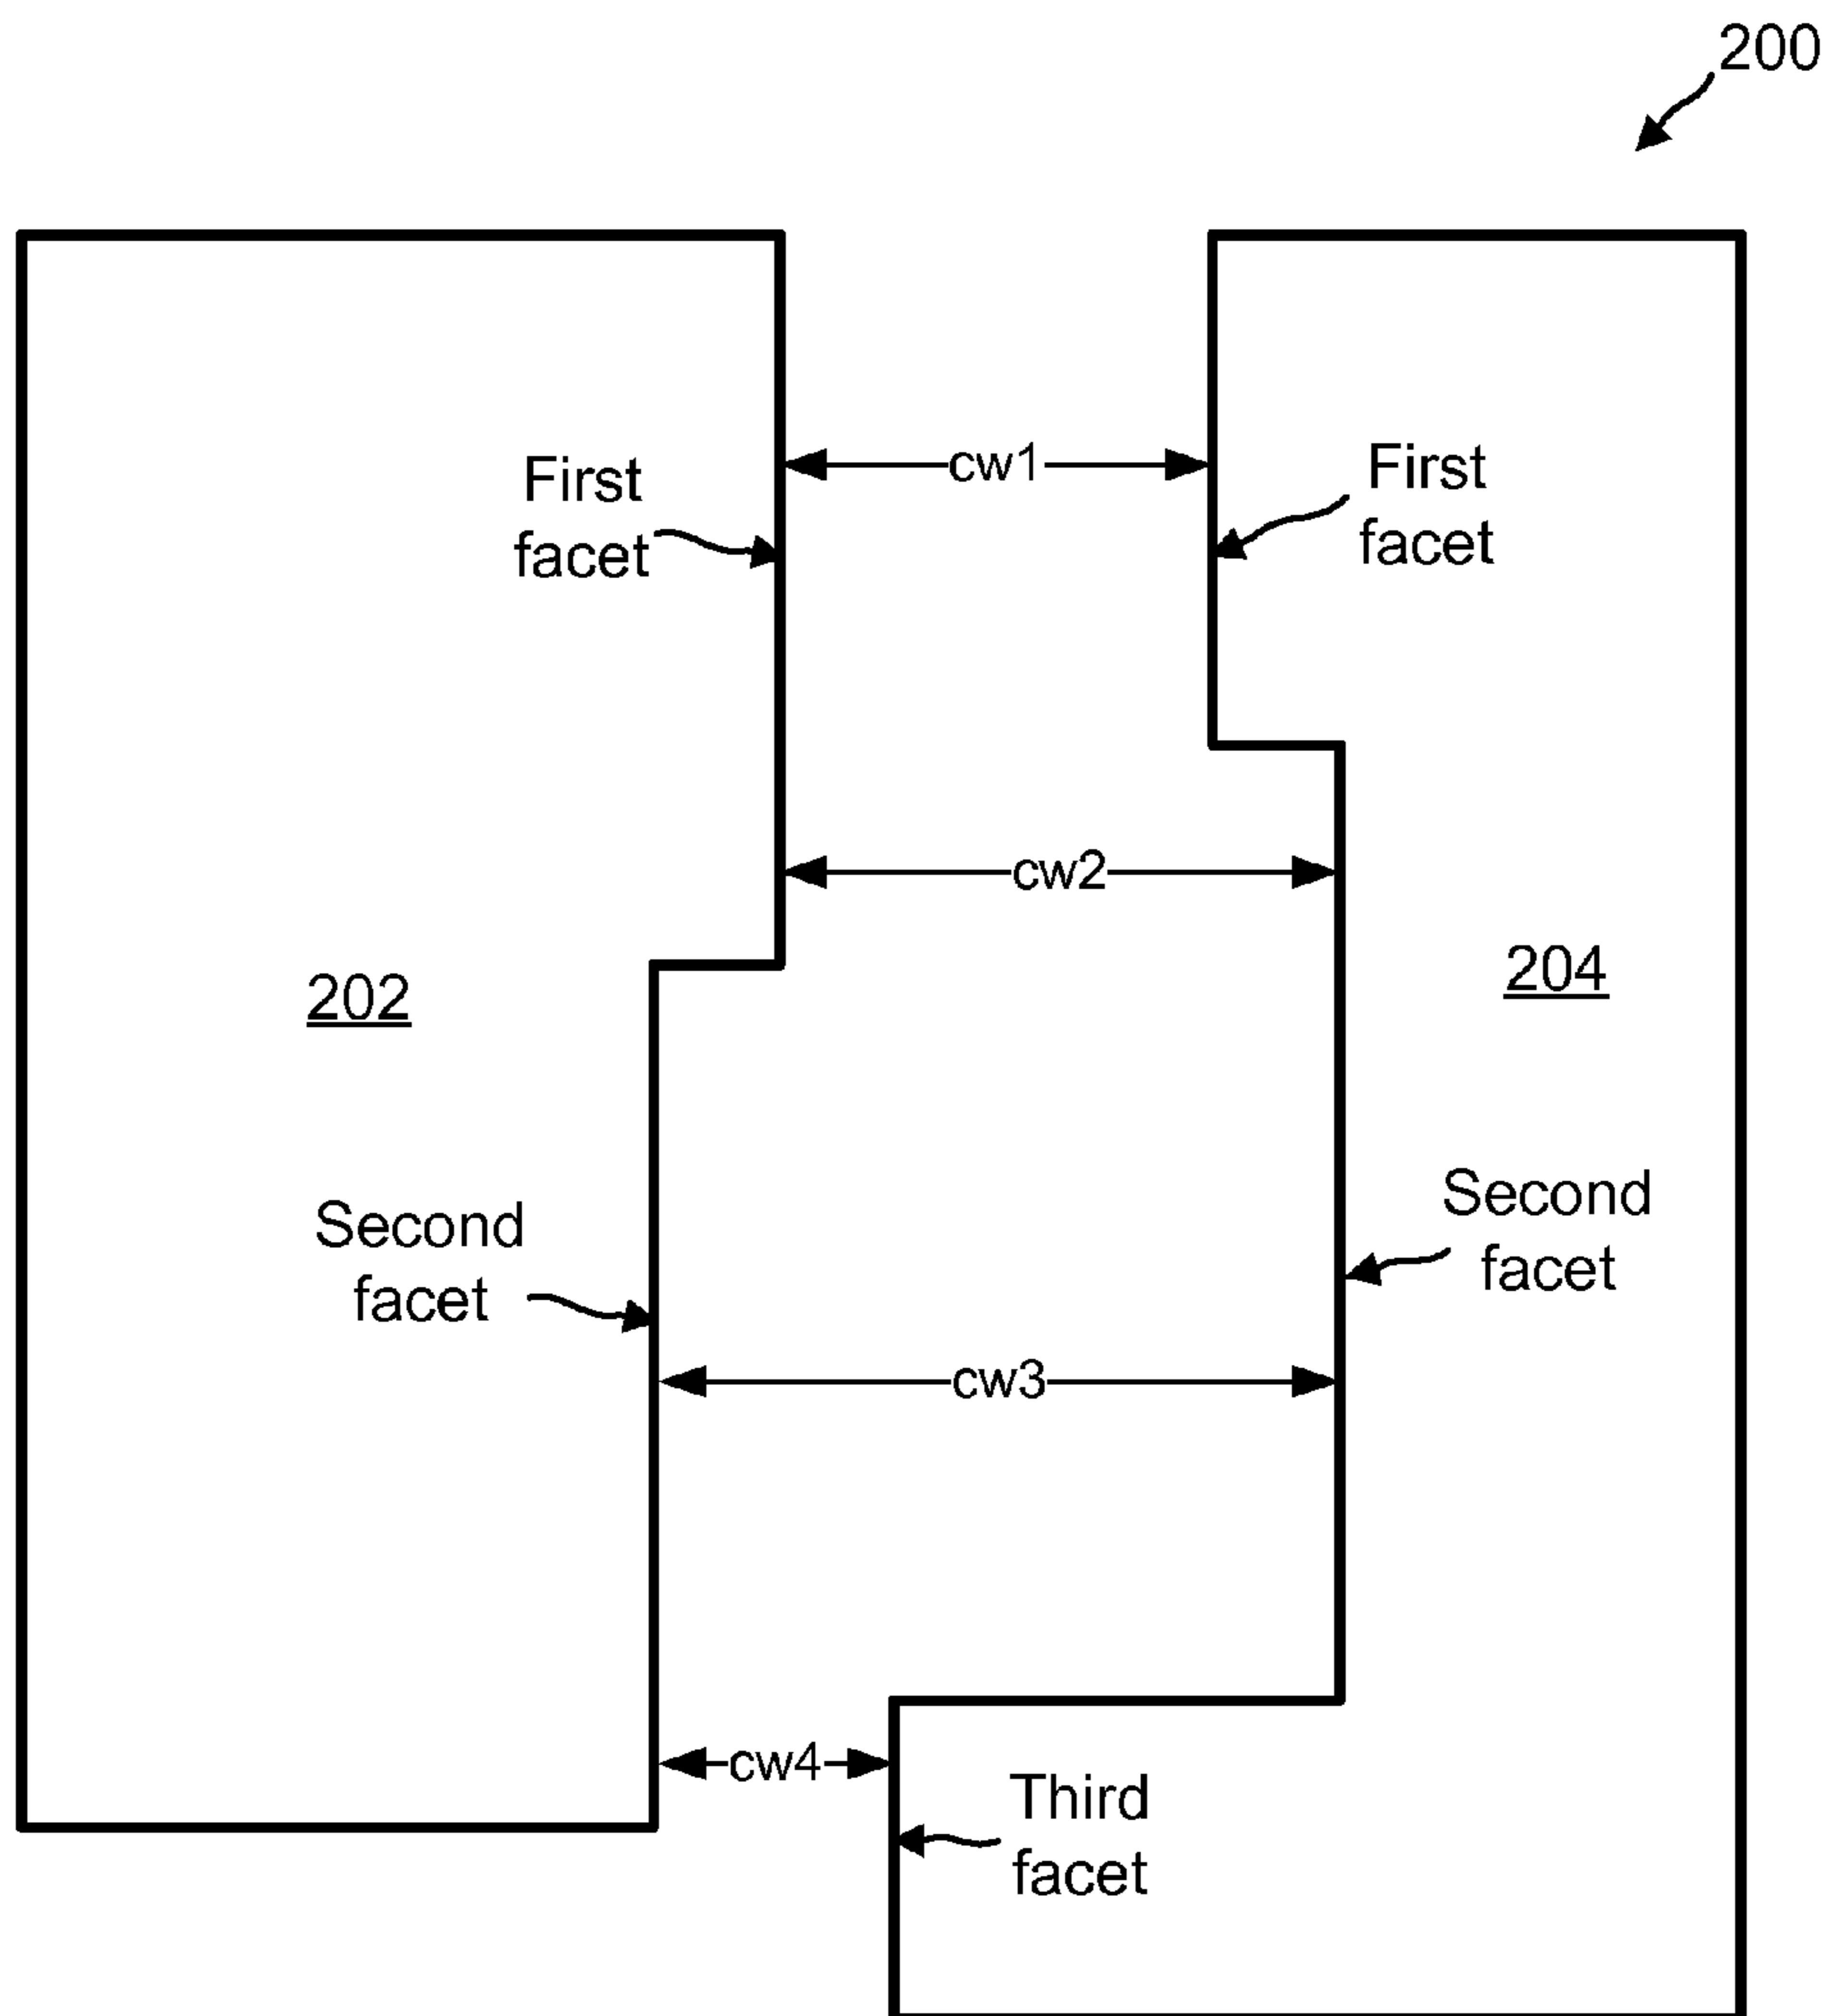 200
cw1
First
facet
First
facet
cw2
202
204
Second
facet
Second
facet
cw3
cw4
Third
facet